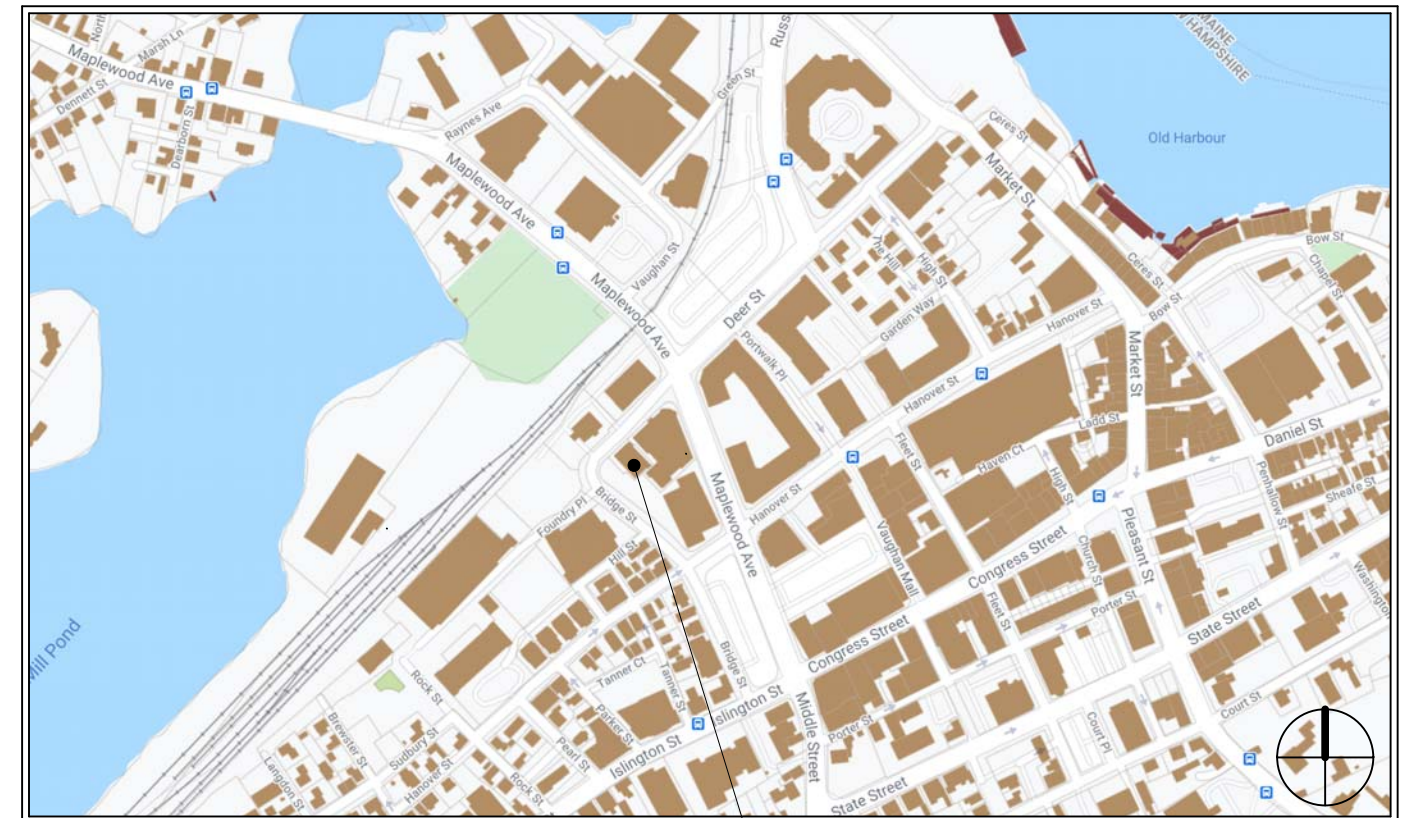 North
Marsh Ln
Maplewood Ave
Dennett St
Dearborn St
Russ
MAINE
W HAMPSHIRE
Raynes Ave
Green St
Ceres St
Old Harbour
Maplewood Ave
Market St
Vaughan St
The Hill
High St
Bow St
Ceres St
Chapel St
Maplewood Ave
Deer St
Garden Way
Hanover St
Bow St
Portwalk Pl
Market St
Hanover St
Ladd St
Daniel St
Fleet St
Haven Ct
High St
Penhallow St
Sheafe St
Bridge St
Foundry Pl
Hanover St
Maplewood Ave
Vaughan Mall
Pleasant St
Hill St
Congress Street
Church St
Porter St
Fleet St
Washington
State Street
Mill Pond
Bridge St
Congress Street
Tanner Ct
Tanner St
Rock St
Islington St
Middle Street
Porter St
Court St
Court Pl
Parker St
Pearl St
Brewster St
Sudbury St
Islington St
Langdon St
Hanover St
Rock St
State Street